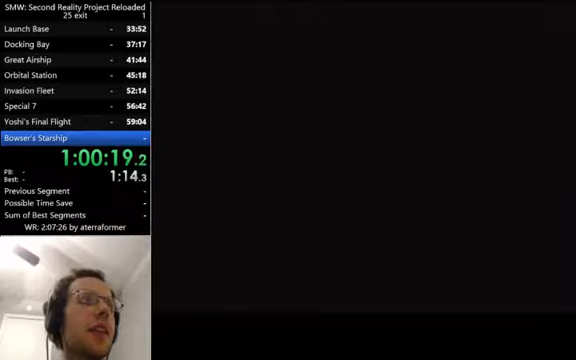 SMW: Second Reality Project Reloaded
25 exit 1
Launch Base - 33:52
Docking Bay - 37:17
Great Airship - 41:44
Orbital Station - 45:18
Invasion Fleet - 52:14
Special 7 - 56:42
Yoshi's Final Flight - 59:04
Bowser's Starship -
1:00:19.2
PB: - 
Best: - 1:14.3
Previous Segment -
Possible Time Save -
Sum of Best Segments -
WR: 2:07:26 by aterraformer